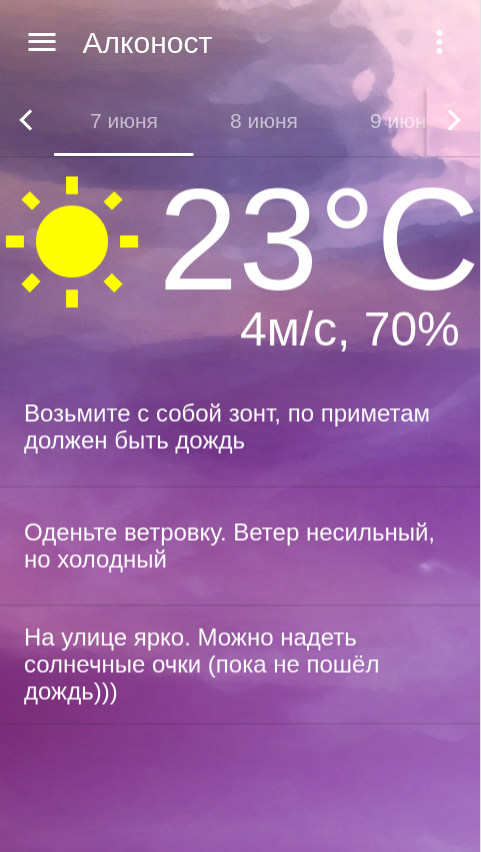 Алконост
7 июня 8 июня 9 июн
23°C
4м/с, 70%
Возьмите с собой зонт, по приметам
должен быть дождь
Оденьте ветровку. Ветер несильный,
но холодный
На улице ярко. Можно надеть
солнечные очки (пока не пошёл
дождь)))